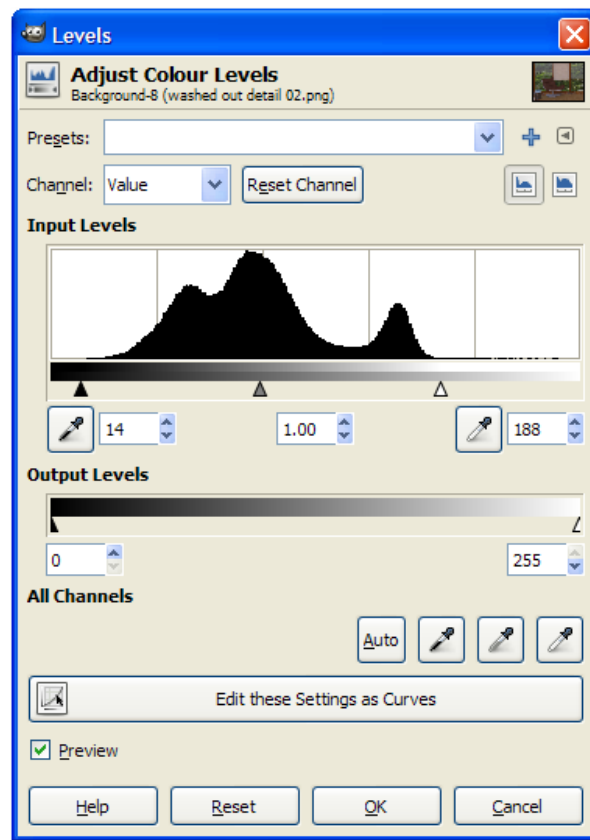 Levels
Adjust Colour Levels
Background-8 (washed out detail 02.png)
Presets:
Channel: Value Reset Channel
Input Levels
14 1.00 188
Output Levels
0 255
All Channels
Auto
Edit these Settings as Curves
Preview
Help Reset OK Cancel